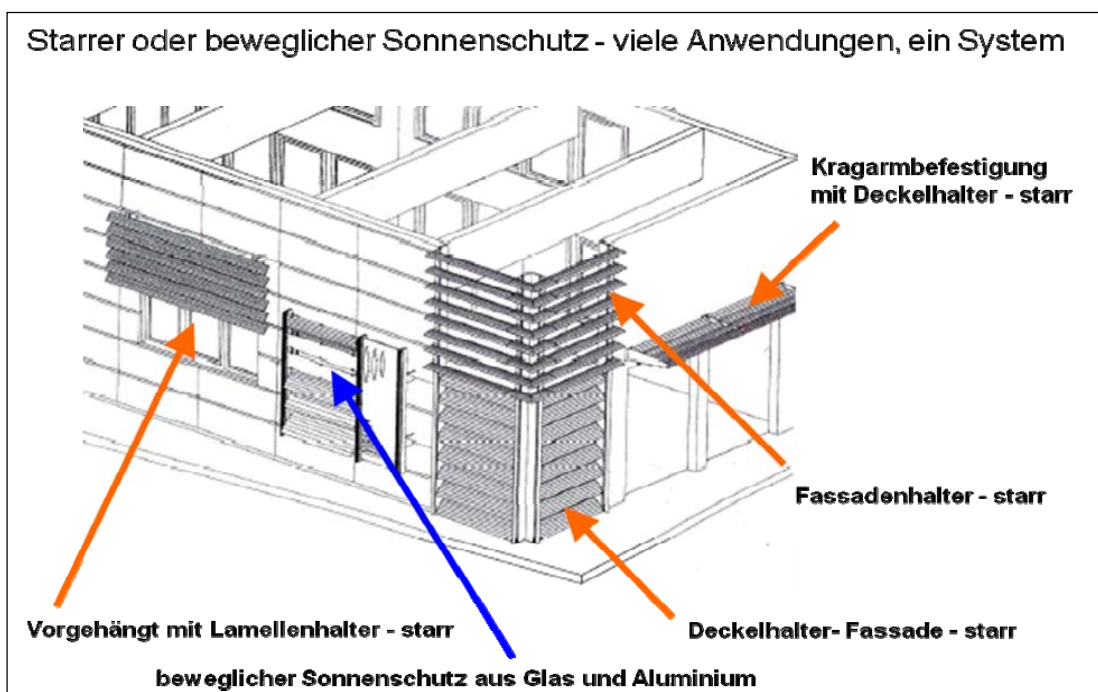 Starrer oder beweglicher Sonnenschutz - viele Anwendungen, ein System
Kragarmbefestigung
mit Deckelhalter - starr
Fassadenhalter - starr
Vorgehängt mit Lamellenhalter - starr
Deckelhalter- Fassade - starr
beweglicher Sonnenschutz aus Glas und Aluminium